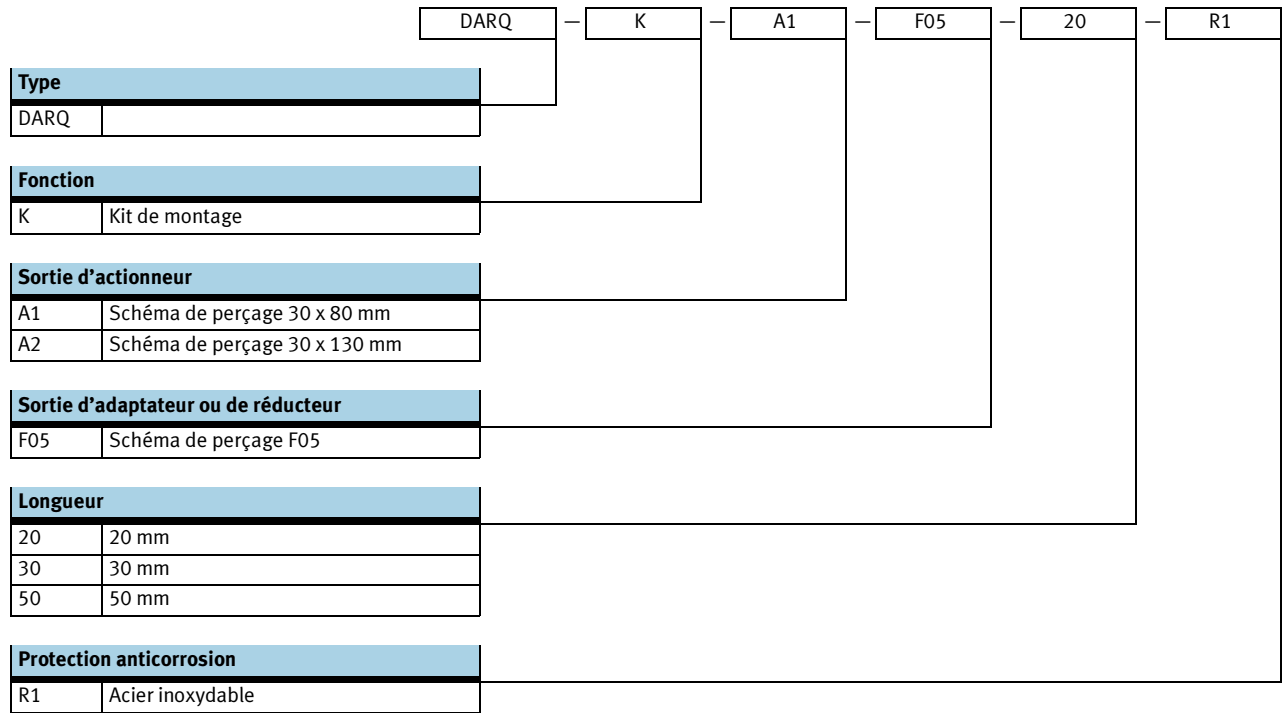 DARQ — K — A1 — F05 — 20 — R1
Type
DARQ
Fonction
K Kit de montage
Sortie d’actionneur
A1 Schéma de perçage 30 x 80 mm
A2 Schéma de perçage 30 x 130 mm
Sortie d’adaptateur ou de réducteur
F05 Schéma de perçage F05
Longueur
20 20 mm
30 30 mm
50 50 mm
Protection anticorrosion
R1 Acier inoxydable